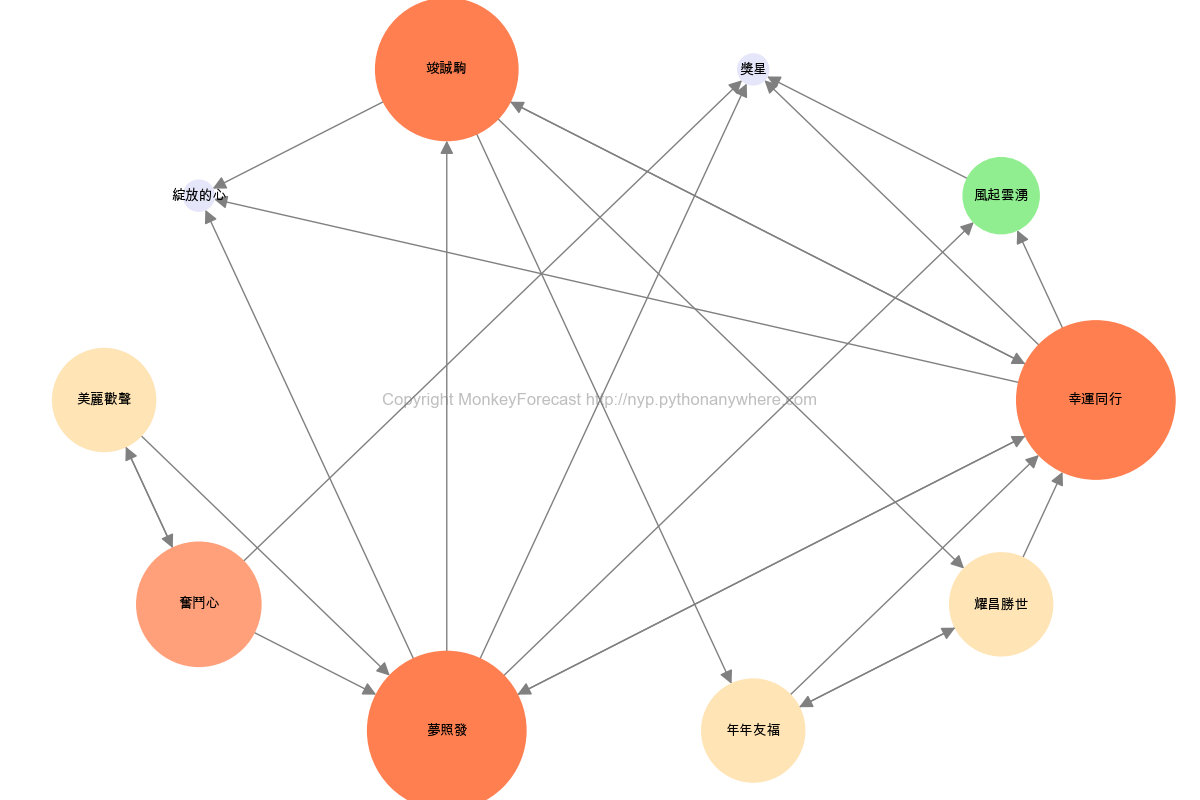 竣誠駒
獎星
綻放的心
風起雲湧
美麗歡聲
Copyright MonkeyForecast http://nyp.pythonanywhere.com
幸運同行
奮鬥心
耀昌勝世
夢照發
年年友福